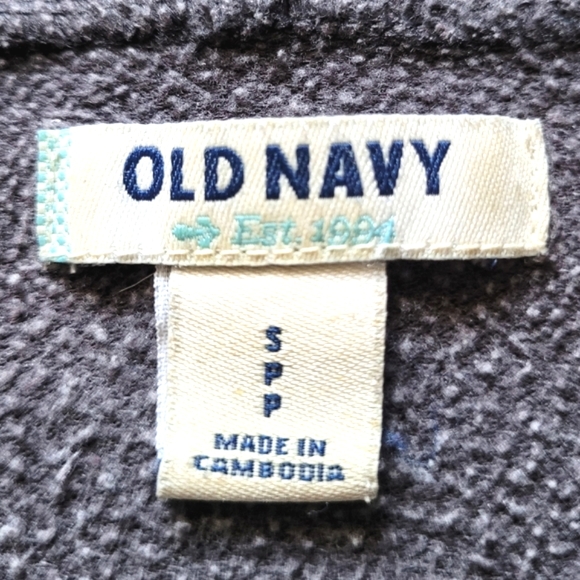 OLD NAVY
Est. 1994
S
P
P
MADE IN
CAMBODIA